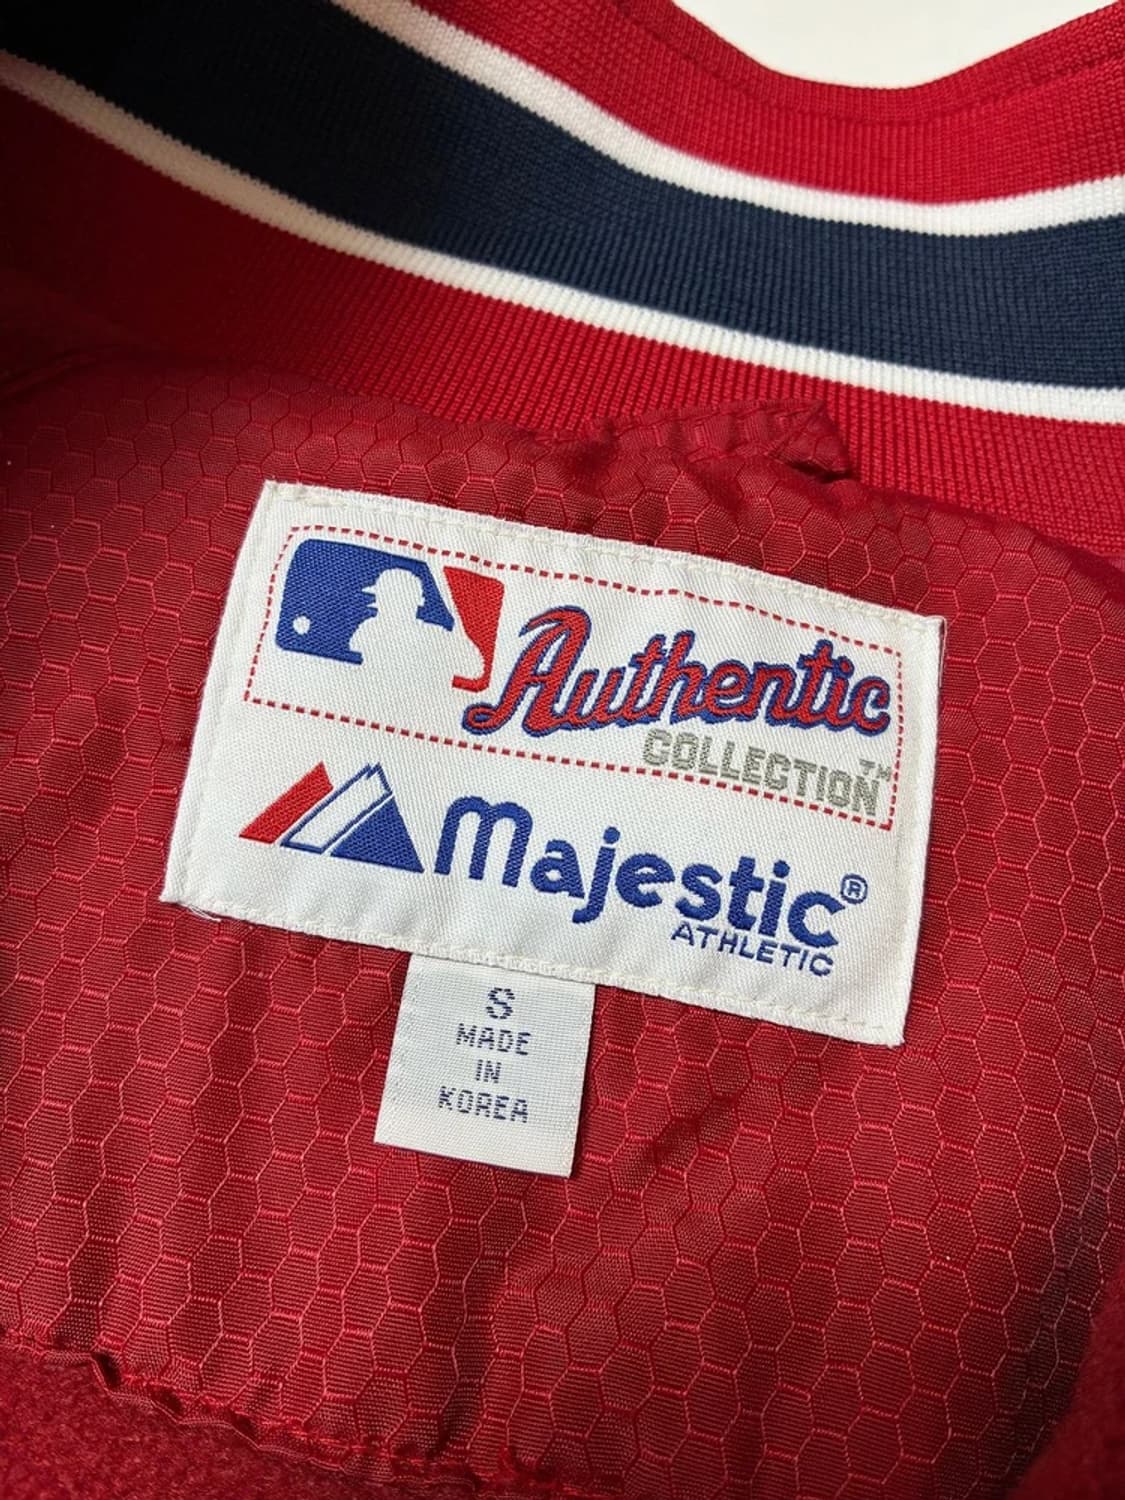 Authentic
COLLECTION™
Majestic®
ATHLETIC
S
MADE
IN
KOREA